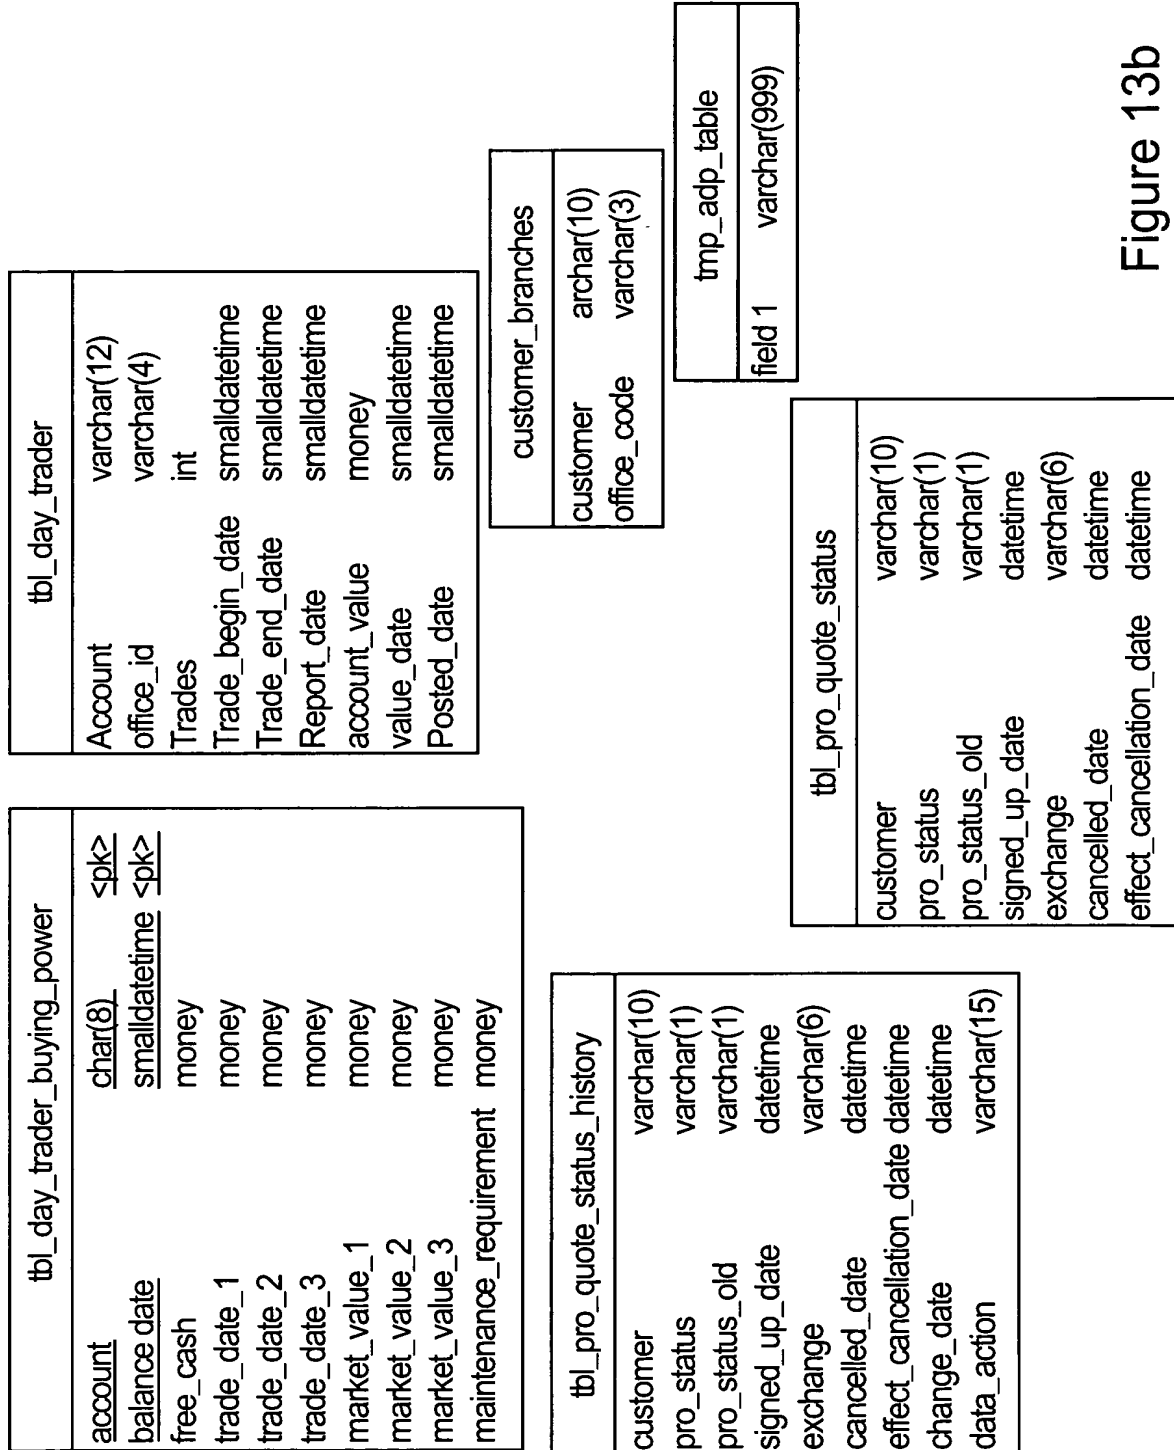 tbl_day_trader_buying_power
account char(8) <pk>
balance date smalldatetime <pk>
free_cash money
trade_date_1 money
trade_date_2 money
trade_date_3 money
market_value_1 money
market_value_2 money
market_value_3 money
maintenance_requirement money
tbl_day_trader
Account varchar(12)
office_id varchar(4)
Trades int
Trade_begin_date smalldatetime
Trade_end_date smalldatetime
Report_date smalldatetime
account_value money
value_date smalldatetime
Posted_date smalldatetime
customer_branches
customer archar(10)
office_code varchar(3)
tmp_adp_table
field 1 varchar(999)
tbl_pro_quote_status_history
customer varchar(10)
pro_status varchar(1)
pro_status_old varchar(1)
signed_up_date datetime
exchange varchar(6)
cancelled_date datetime
effect_cancellation_date datetime
change_date datetime
data_action varchar(15)
tbl_pro_quote_status
customer varchar(10)
pro_status varchar(1)
pro_status_old varchar(1)
signed_up_date datetime
exchange varchar(6)
cancelled_date datetime
effect_cancellation_date datetime
Figure 13b